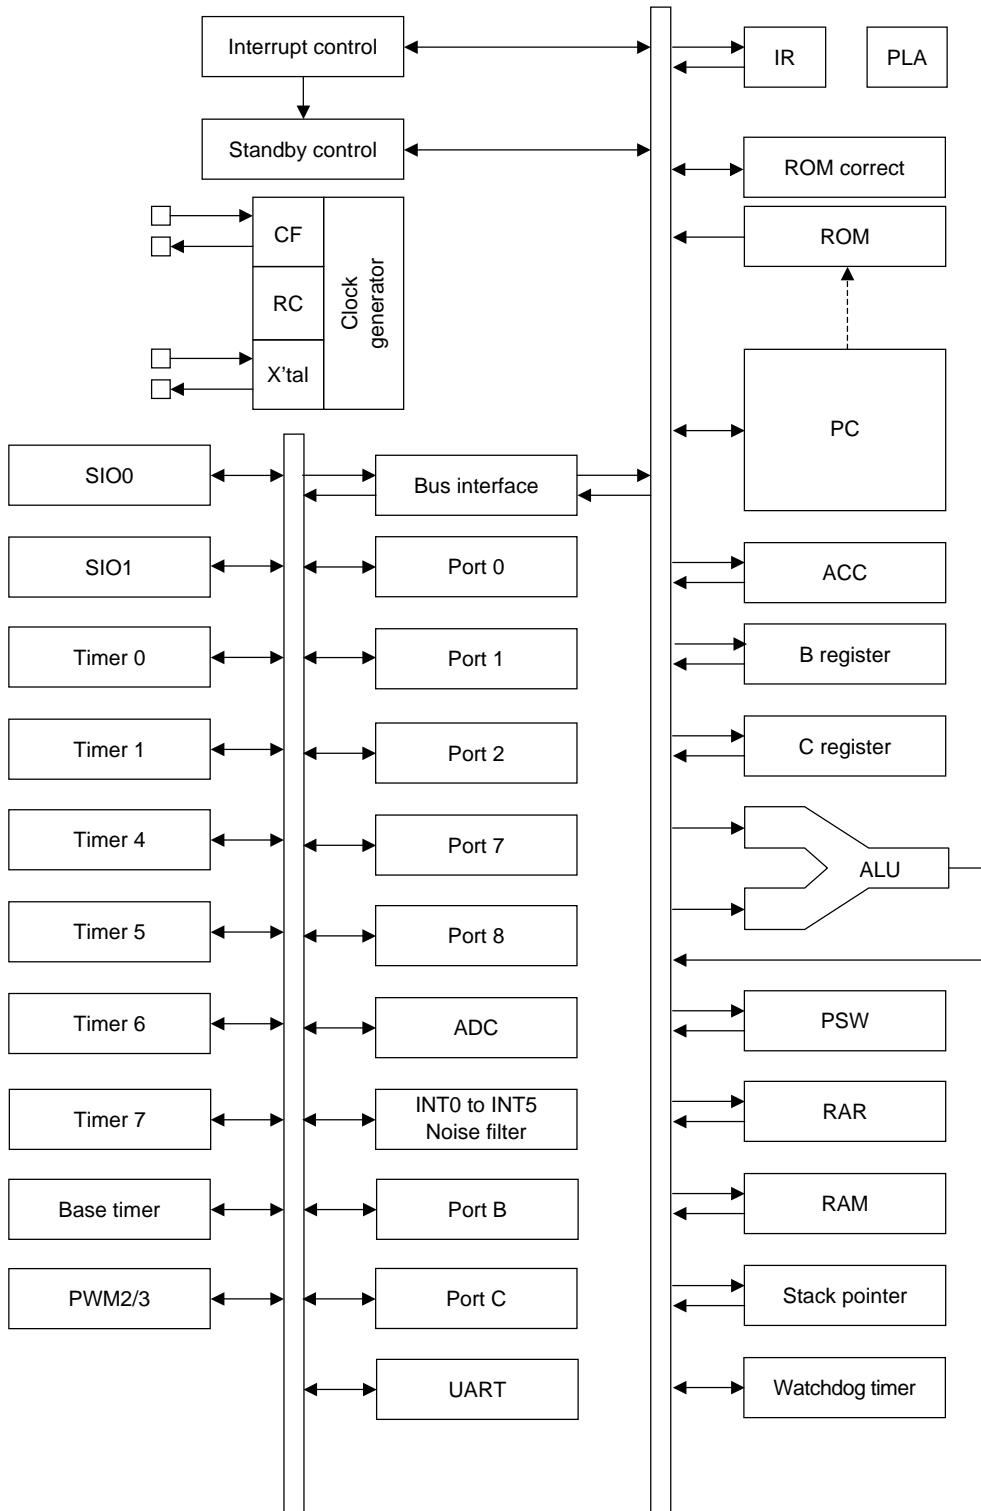 Interrupt control
IR
PLA
Standby control
ROM correct
ROM
CF
RC
X'tal
Clock
generator
PC
SIO0
Bus interface
SIO1
Port 0
ACC
Timer 0
Port 1
B register
Timer 1
Port 2
C register
Timer 4
Port 7
ALU
Timer 5
Port 8
Timer 6
ADC
PSW
Timer 7
INT0 to INT5
Noise filter
RAR
Base timer
Port B
RAM
PWM2/3
Port C
Stack pointer
UART
Watchdog timer